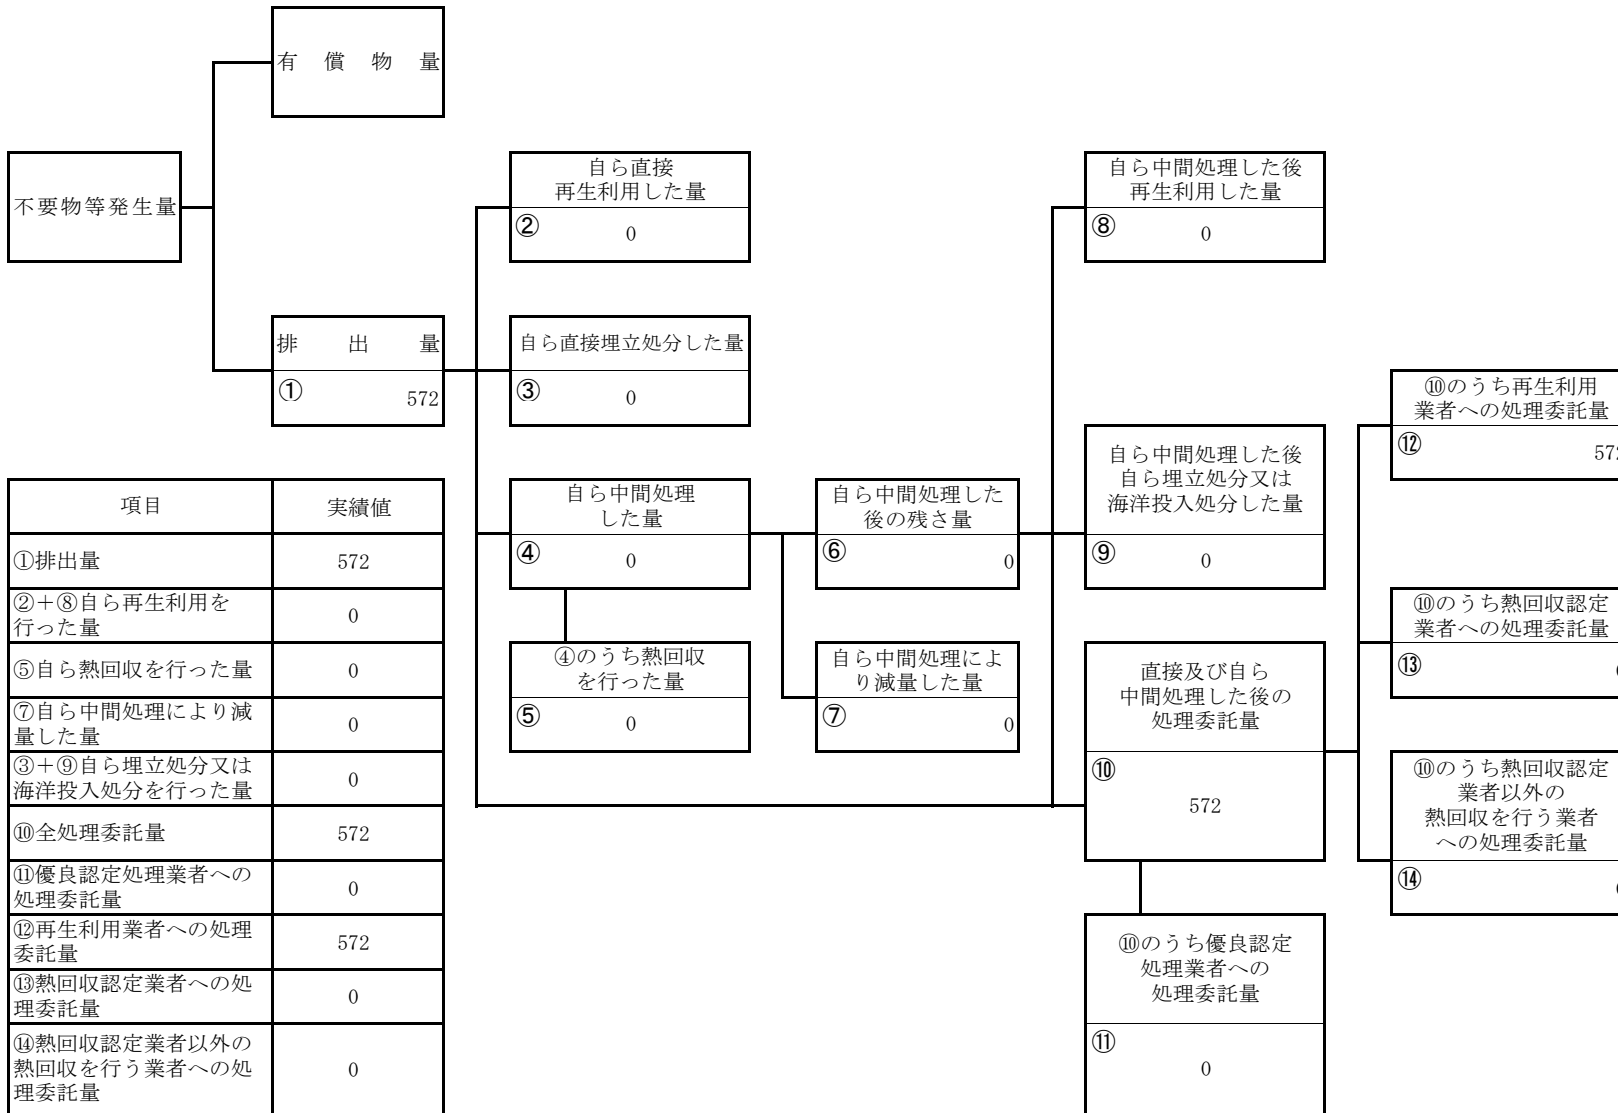 有償物量
不要物等発生量
排出量
① 572
自ら直接
再生利用した量
② 0
自ら直接埋立処分した量
③ 0
自ら中間処理
した量
④ 0
④のうち熱回収
を行った量
⑤ 0
自ら中間処理した
後の残さ量
⑥ 0
自ら中間処理によ
り減量した量
⑦ 0
自ら中間処理した後
再生利用した量
⑧ 0
自ら中間処理した後
自ら埋立処分又は
海洋投入処分した量
⑨ 0
直接及び自ら
中間処理した後の
処理委託量
⑩
572
⑩のうち優良認定
処理業者への
処理委託量
⑪
0
⑩のうち再生利用
業者への処理委託量
⑫ 572
⑩のうち熱回収認定
業者への処理委託量
⑬
⑩のうち熱回収認定
業者以外の
熱回収を行う業者
への処理委託量
⑭
項目 実績値
①排出量 572
②＋⑧自ら再生利用を
行った量 0
⑤自ら熱回収を行った量 0
⑦自ら中間処理により減
量した量 0
③＋⑨自ら埋立処分又は
海洋投入処分を行った量 0
⑩全処理委託量 572
⑪優良認定処理業者への
処理委託量 0
⑫再生利用業者への処理
委託量 572
⑬熱回収認定業者への処
理委託量 0
⑭熱回収認定業者以外の
熱回収を行う業者への処
理委託量 0